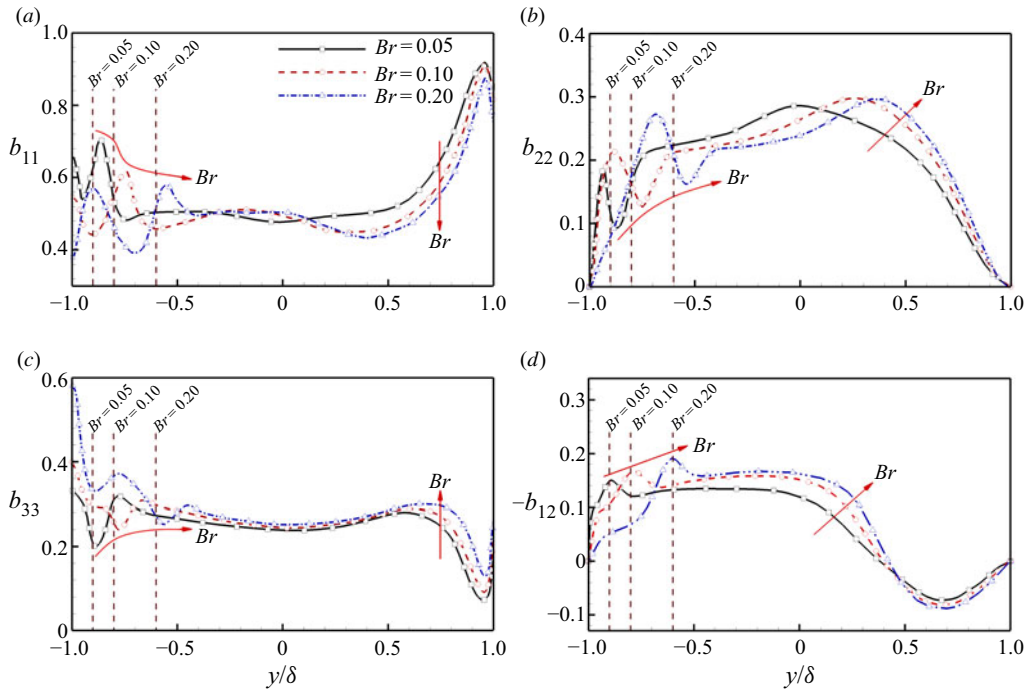 (a)
1.0
0.8
0.6
0.4
b11
Br = 0.05
Br = 0.10
Br = 0.20
Br = 0.05
Br = 0.10
Br = 0.20
Br
Br
−1.0 −0.5 0 0.5 1.0
(b)
0.4
0.3
0.2
0.1
0
b22
Br = 0.05
Br = 0.10
Br = 0.20
Br
Br
−1.0 −0.5 0 0.5 1.0
(c)
0.6
0.4
0.2
0
b33
Br = 0.05
Br = 0.10
Br = 0.20
Br
Br
−1.0 −0.5 0 0.5 1.0
y/δ
(d)
0.3
0.2
0.1
0
−0.1
−b12
Br = 0.05
Br = 0.10
Br = 0.20
Br
Br
−1.0 −0.5 0 0.5 1.0
y/δ